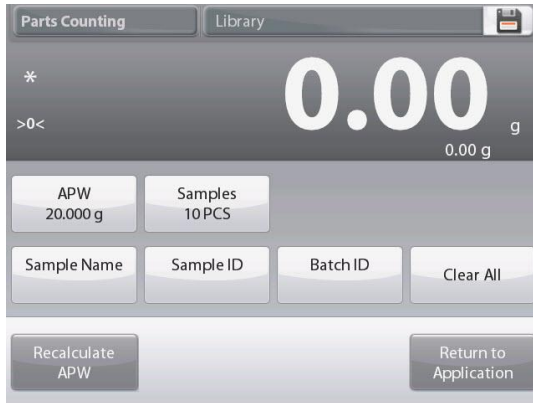 Parts Counting
Library
*
0.00
>0<
g
0.00 g
APW
20.000 g
Samples
10 PCS
Sample Name
Sample ID
Batch ID
Clear All
Recalculate
APW
Return to
Application